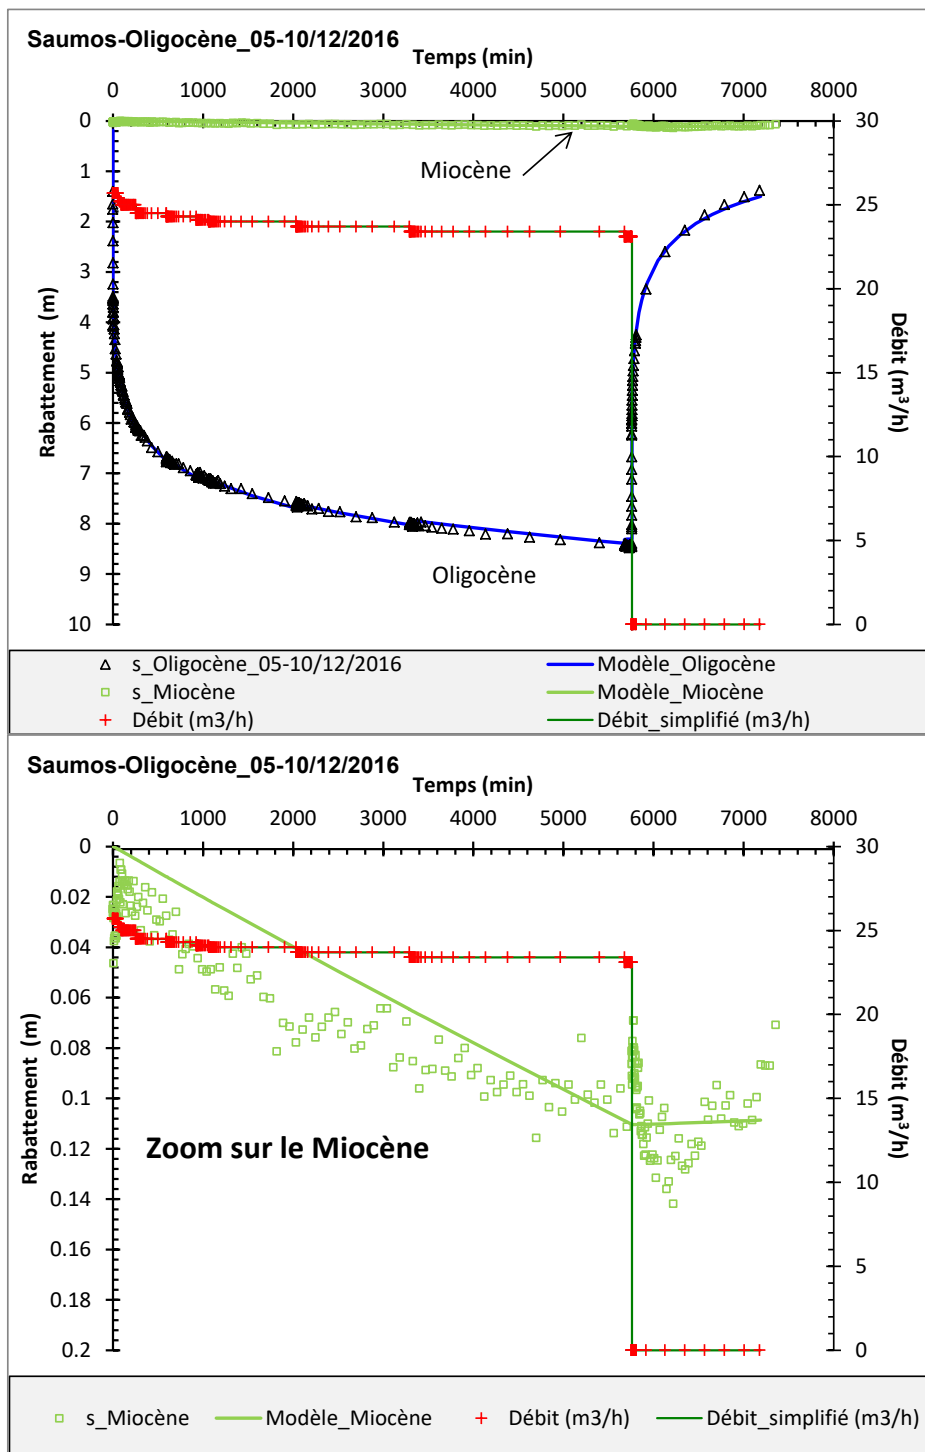 Saumos-Oligocène_05-10/12/2016
Temps (min)
0 1000 2000 3000 4000 5000 6000 7000 8000
0 30
1
Miocène
2 25
3
20
4
Rabattement (m)
Débit (m³/h)
5 15
6
10
7
8 5
Oligocène
9
10 0
s_Oligocène_05-10/12/2016 Modèle_Oligocène
s_Miocène Modèle_Miocène
Débit (m3/h) Débit_simplifié (m3/h)
Saumos-Oligocène_05-10/12/2016
Temps (min)
0 1000 2000 3000 4000 5000 6000 7000 8000
0 30
0.02
0.04 25
0.06
20
0.08
Rabattement (m)
Débit (m³/h)
0.1 15
0.12
Zoom sur le Miocène
10
0.14
0.16 5
0.18
0.2 0
s_Miocène Modèle_Miocène Débit (m3/h) Débit_simplifié (m3/h)